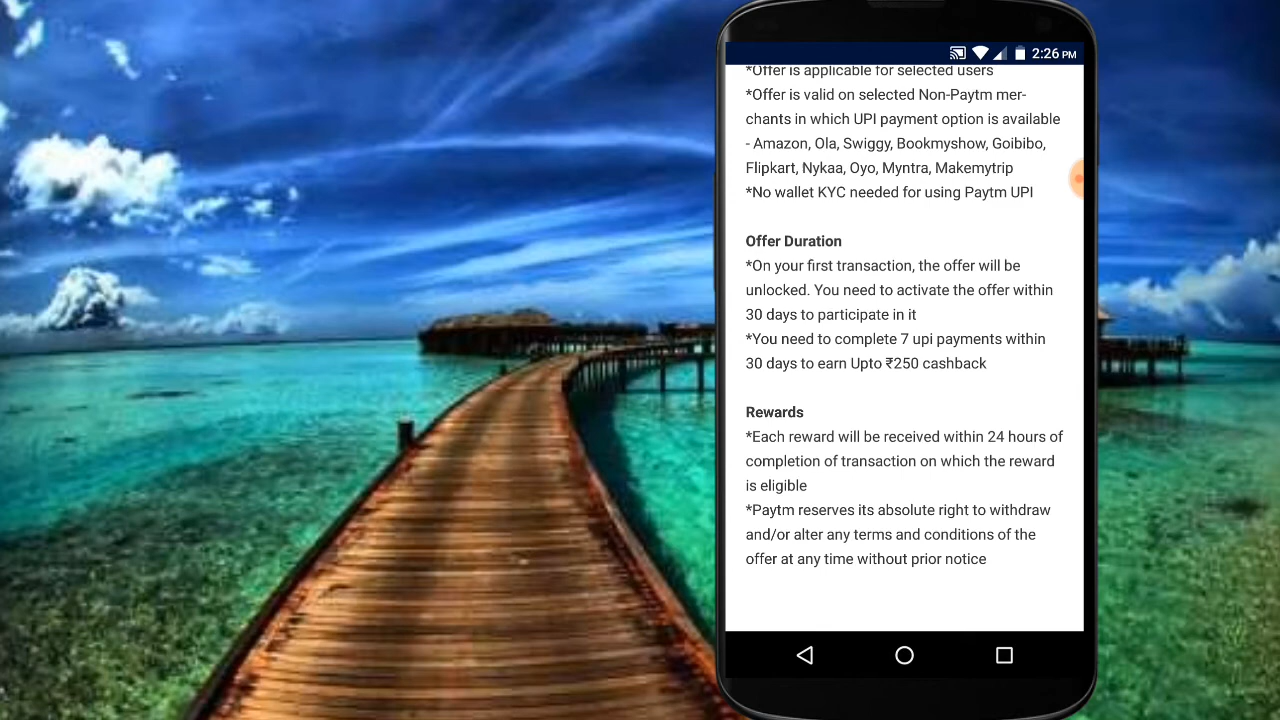 2:26 PM
*Offer is applicable for selected users
*Offer is valid on selected Non-Paytm mer-
chants in which UPI payment option is available
- Amazon, Ola, Swiggy, Bookmyshow, Goibibo,
Flipkart, Nykaa, Oyo, Myntra, Makemytrip
*No wallet KYC needed for using Paytm UPI
Offer Duration
*On your first transaction, the offer will be
unlocked. You need to activate the offer within
30 days to participate in it
*You need to complete 7 upi payments within
30 days to earn Upto ₹250 cashback
Rewards
*Each reward will be received within 24 hours of
completion of transaction on which the reward
is eligible
*Paytm reserves its absolute right to withdraw
and/or alter any terms and conditions of the
offer at any time without prior notice